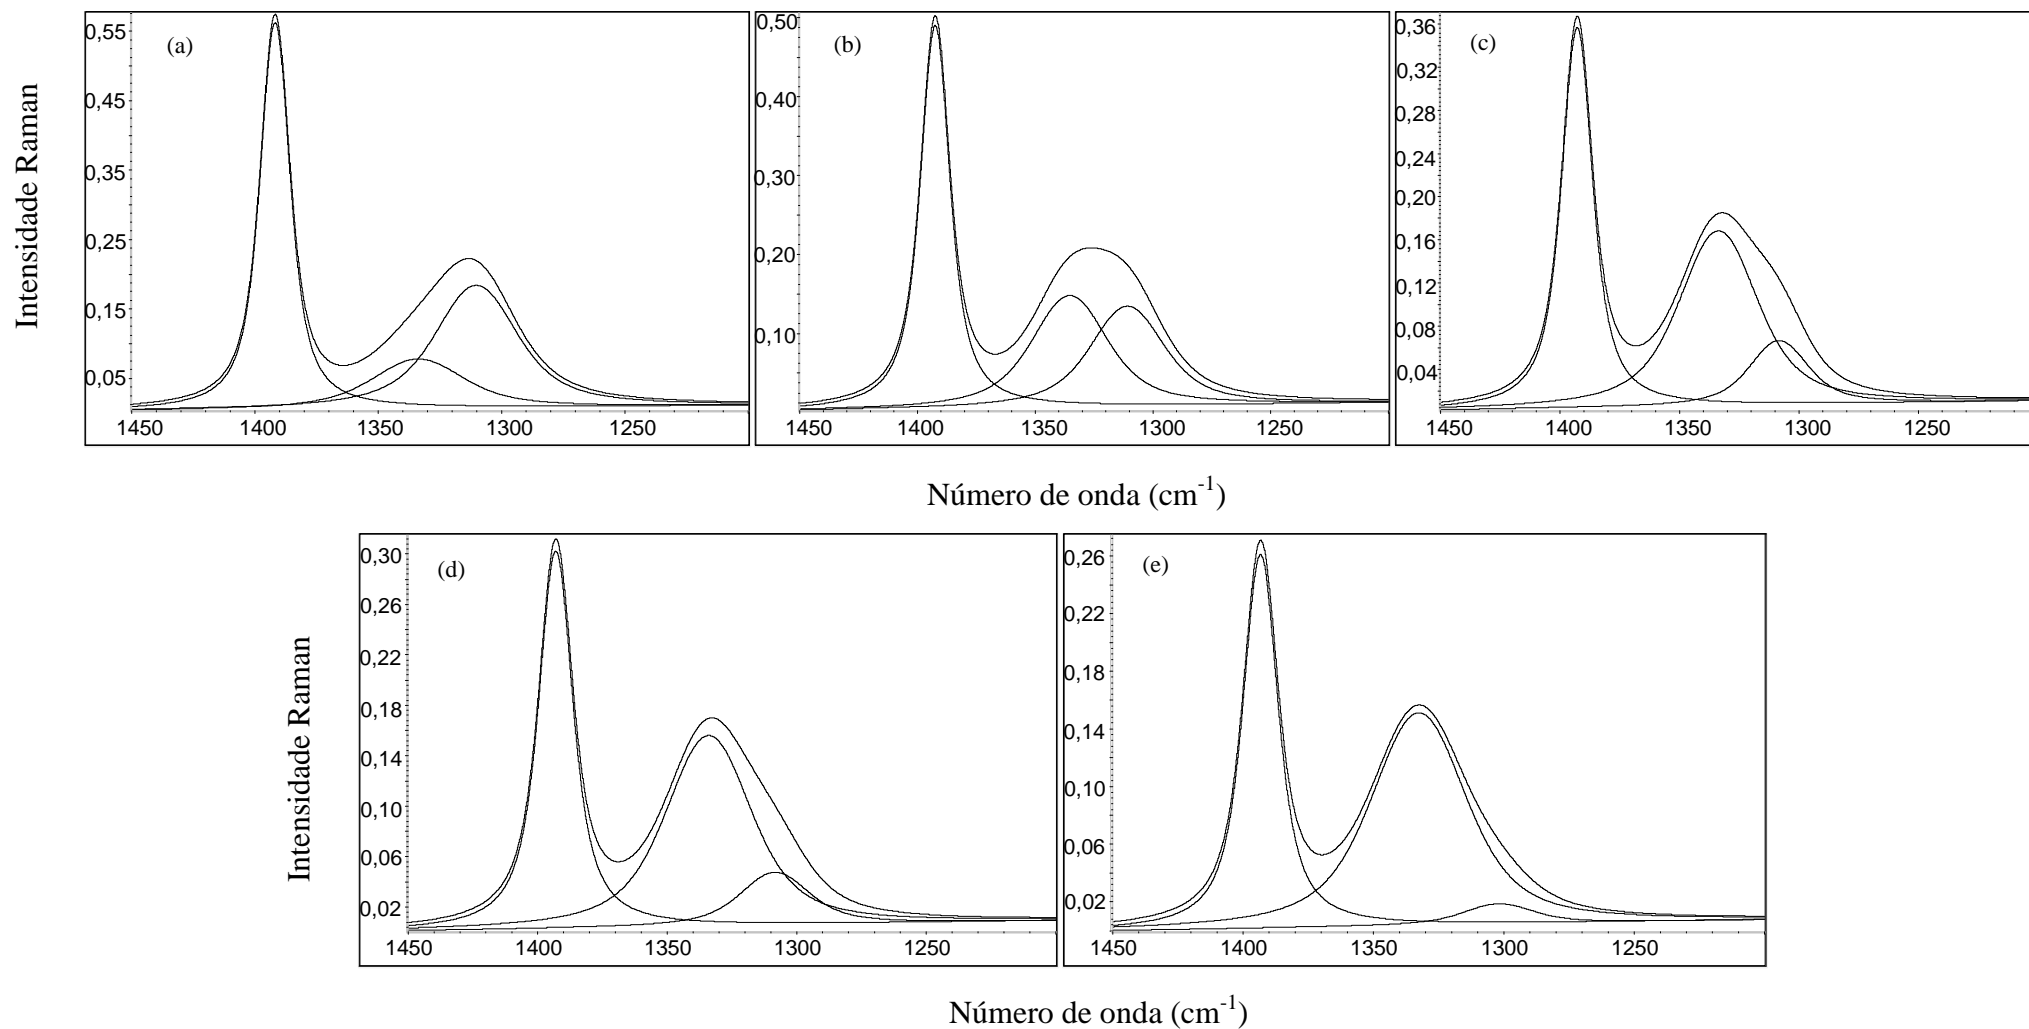 (a)
0,55
0,45
0,35
0,25
0,15
0,05
1450 1400 1350 1300 1250
(b)
0,50
0,40
0,30
0,20
0,10
1450 1400 1350 1300 1250
(c)
0,36
0,32
0,28
0,24
0,20
0,16
0,12
0,08
0,04
1450 1400 1350 1300 1250
Intensidade Raman
Número de onda (cm-1)
(d)
0,30
0,26
0,22
0,18
0,14
0,10
0,06
0,02
1450 1400 1350 1300 1250
(e)
0,26
0,22
0,18
0,14
0,10
0,06
0,02
1450 1400 1350 1300 1250
Intensidade Raman
Número de onda (cm-1)